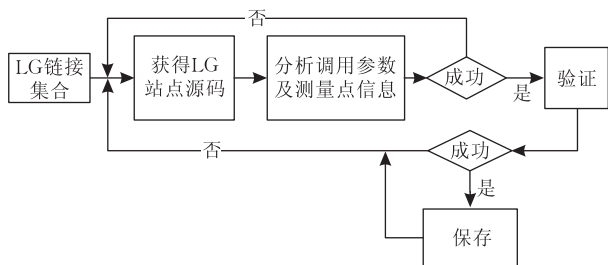 否
LG链接
集合
获得LG
站点源码
分析调用参数
及测量点信息
成功
是
验证
否
成功
是
保存